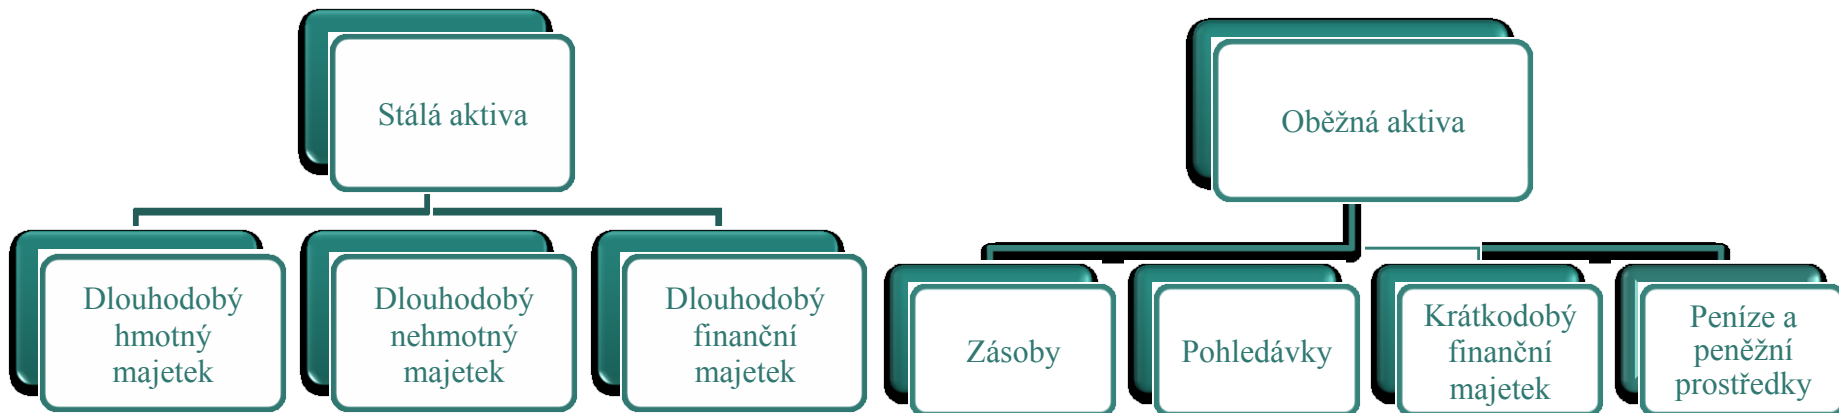 Stálá aktiva
Oběžná aktiva
Dlouhodobý
hmotný
majetek
Dlouhodobý
nehmotný
majetek
Dlouhodobý
finanční
majetek
Zásoby
Pohledávky
Krátkodobý
finanční
majetek
Peníze a
peněžní
prostředky